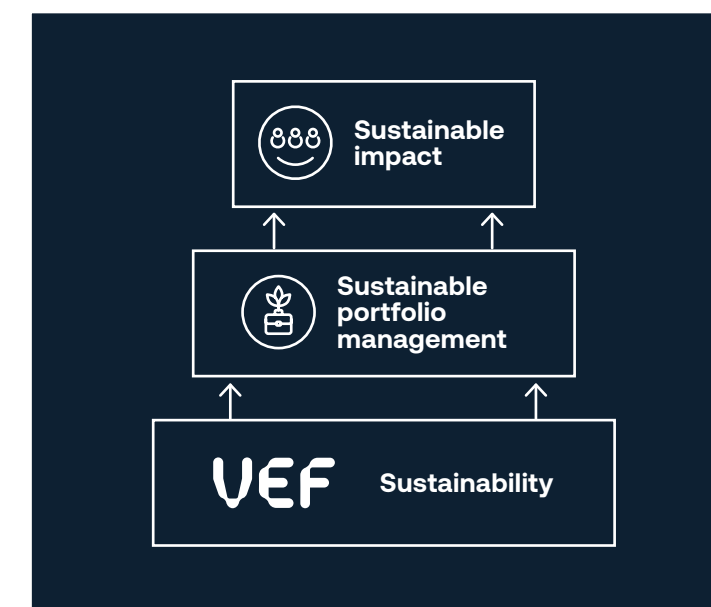 Sustainable
impact
Sustainable
portfolio
management
VEF Sustainability